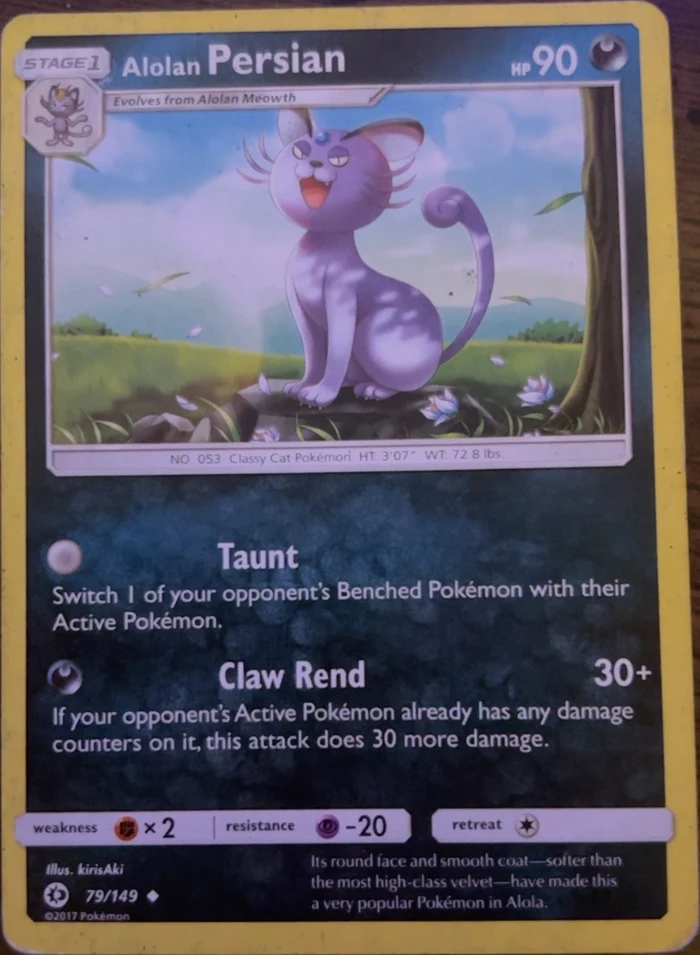 STAGE 1 Alolan Persian HP 90
Evolves from Alolan Meowth
NO. 053 Classy Cat Pokémon HT: 3'07" WT: 72.8 lbs.
Taunt
Switch 1 of your opponent's Benched Pokémon with their
Active Pokémon.
Claw Rend 30+
If your opponent's Active Pokémon already has any damage
counters on it, this attack does 30 more damage.
weakness ×2 resistance -20 retreat
Illus. kirisAki
79/149
©2017 Pokémon
Its round face and smooth coat—softer than
the most high-class velvet—have made this
a very popular Pokémon in Alola.